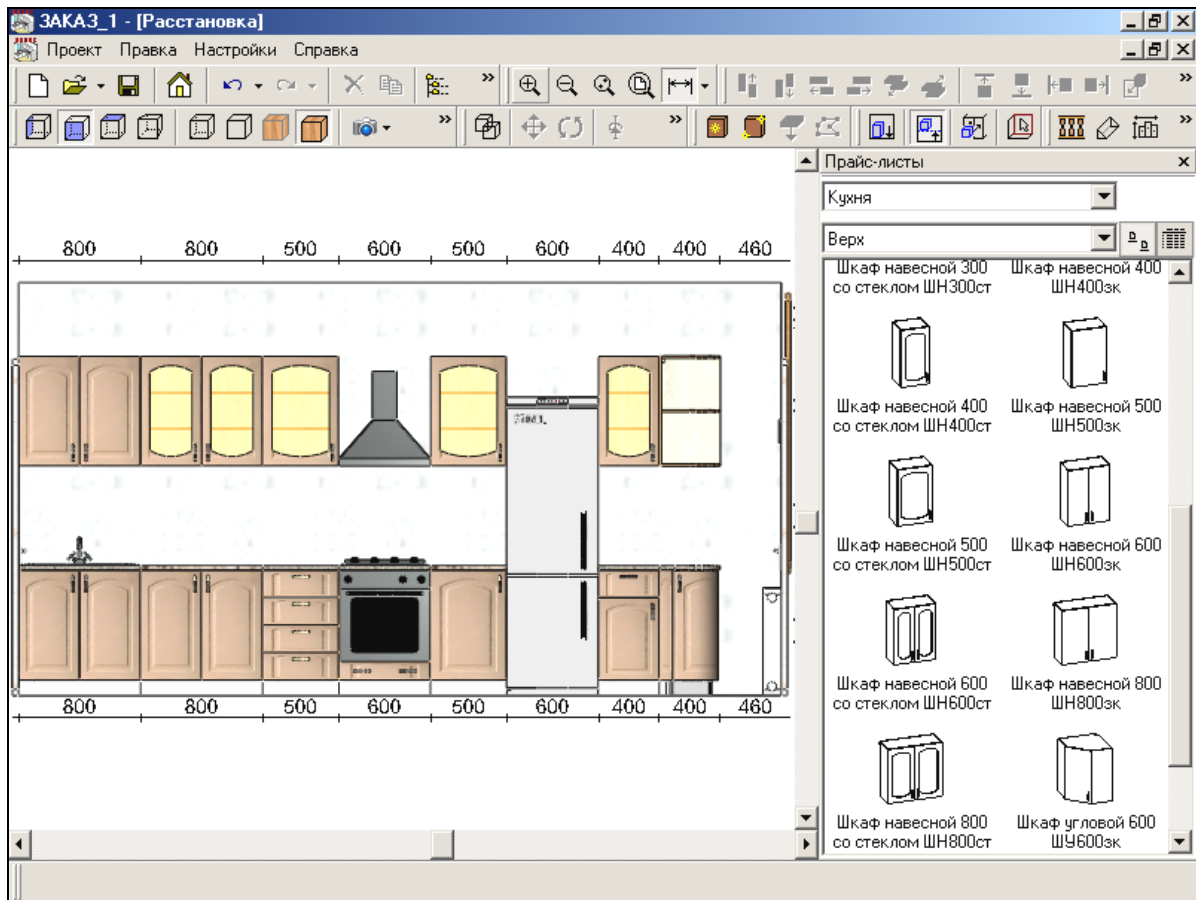 ЗАКАЗ_1 - [Расстановка]
Проект Правка Настройки Справка
Прайс-листы
Кухня
Верх
800 800 500 600 500 600 400 400 460
800 800 500 600 500 600 400 400 460
Шкаф навесной 300
со стеклом ШН300ст
Шкаф навесной 400
ШН400зк
Шкаф навесной 400
со стеклом ШН400ст
Шкаф навесной 500
ШН500зк
Шкаф навесной 500
со стеклом ШН500ст
Шкаф навесной 600
ШН600зк
Шкаф навесной 600
со стеклом ШН600ст
Шкаф навесной 800
ШН800зк
Шкаф навесной 800
со стеклом ШН800ст
Шкаф угловой 600
ШУ600зк